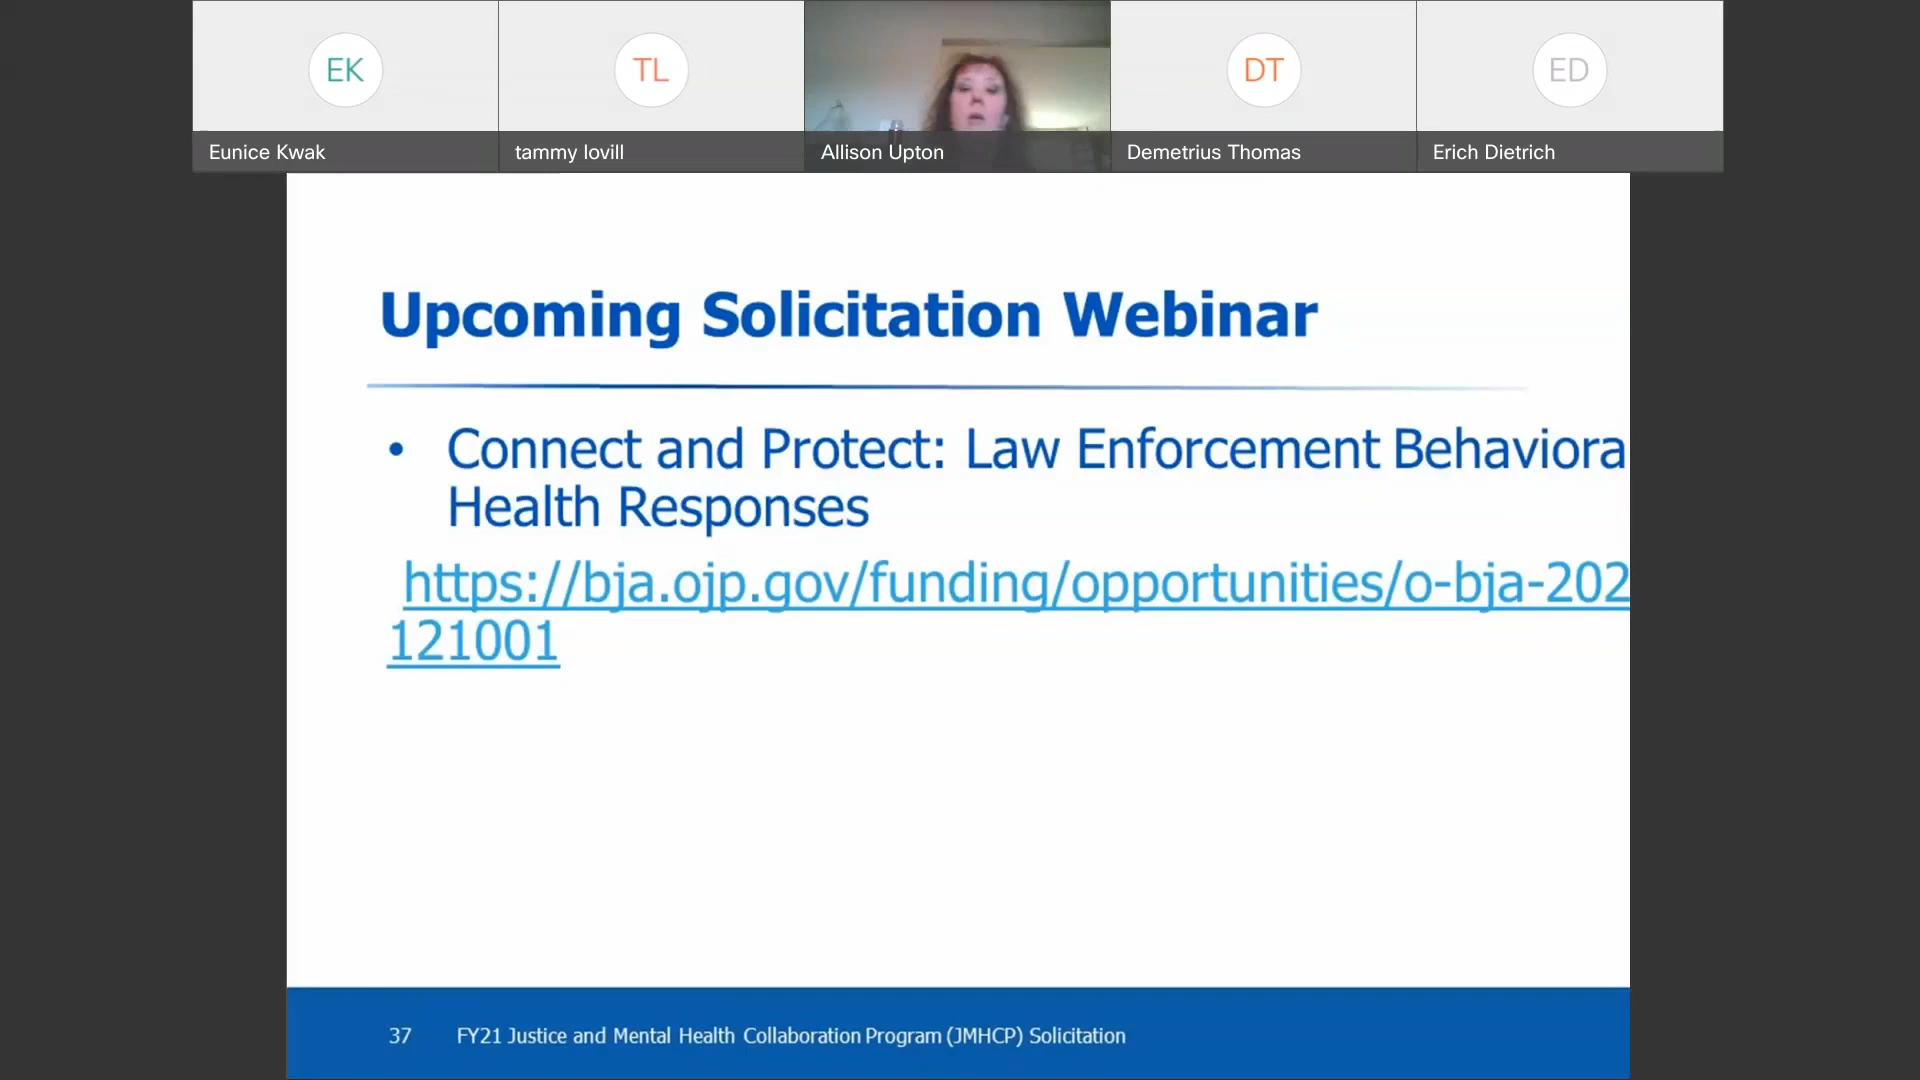 EK
TL
DT
ED
Eunice Kwak
tammy lovill
Allison Upton
Demetrius Thomas
Erich Dietrich
Upcoming Solicitation Webinar
• Connect and Protect: Law Enforcement Behaviora
Health Responses
https://bja.ojp.gov/funding/opportunities/o-bja-202
121001
37 FY21 Justice and Mental Health Collaboration Program (JMHCP) Solicitation